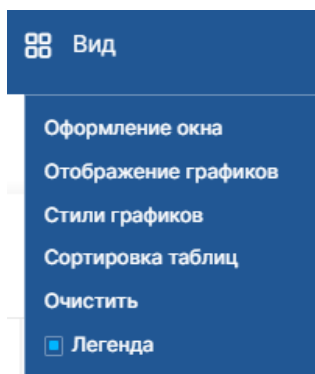 Вид
Оформление окна
Отображение графиков
Стили графиков
Сортировка таблиц
Очистить
Легенда